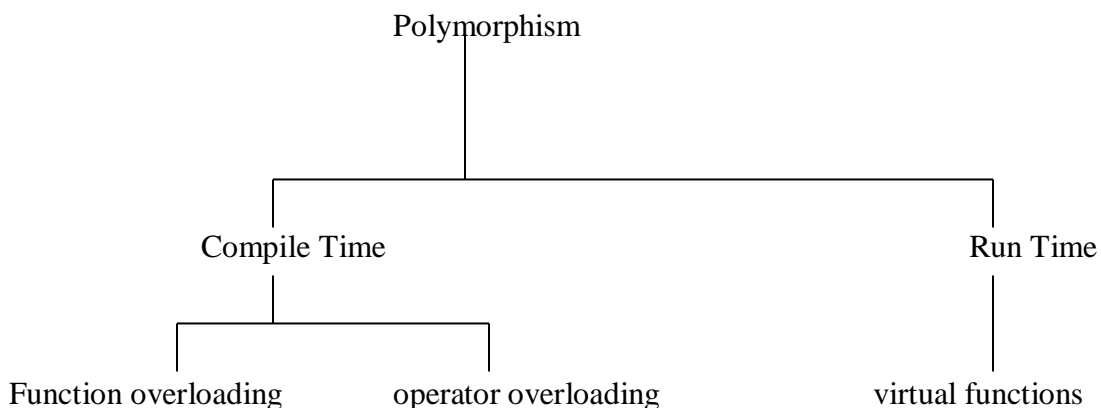 Polymorphism
Compile Time
Run Time
Function overloading
operator overloading
virtual functions